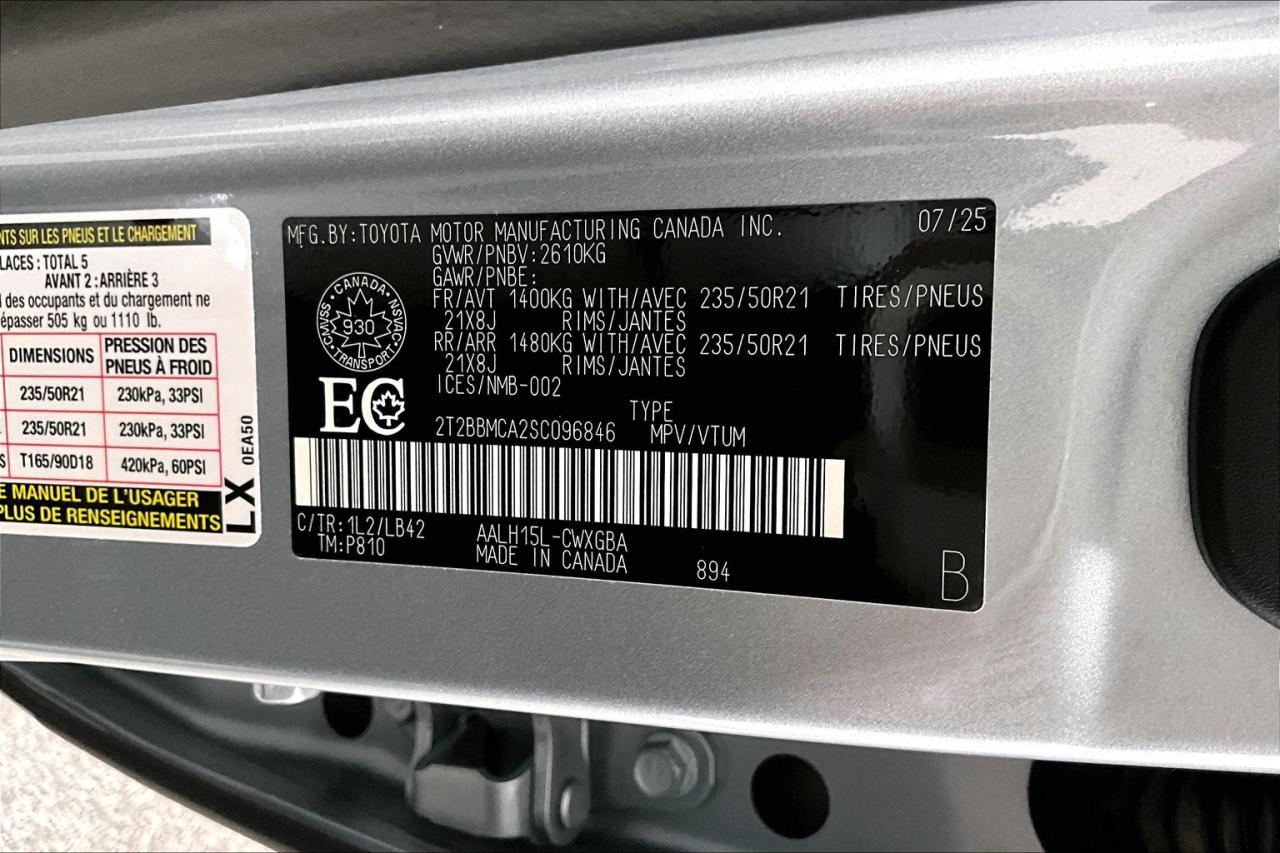 NTS SUR LES PNEUS ET LE CHARGEMENT
LACES : TOTAL 5
AVANT 2 : ARRIÈRE 3
des occupants et du chargement ne
épasser 505 kg ou 1110 lb.
DIMENSIONS PRESSION DES PNEUS À FROID
235/50R21 230kPa, 33PSI
235/50R21 230kPa, 33PSI
S T165/90D18 420kPa, 60PSI
E MANUEL DE L'USAGER
PLUS DE RENSEIGNEMENTS
LX 0EA50
MFG.BY:TOYOTA MOTOR MANUFACTURING CANADA INC. 07/25
GVWR/PNBV:2610KG
GAWR/PNBE:
FR/AVT 1400KG WITH/AVEC 235/50R21 TIRES/PNEUS
21X8J RIMS/JANTES
RR/ARR 1480KG WITH/AVEC 235/50R21 TIRES/PNEUS
21X8J RIMS/JANTES
ICES/NMB-002
CANADA
CMVSS 930 NSVAC
TRANSPORT
EC
TYPE
2T2BBMCA2SC096846 MPV/VTUM
C/TR:1L2/LB42 AALH15L-CWXGBA
TM:P810 MADE IN CANADA 894
B